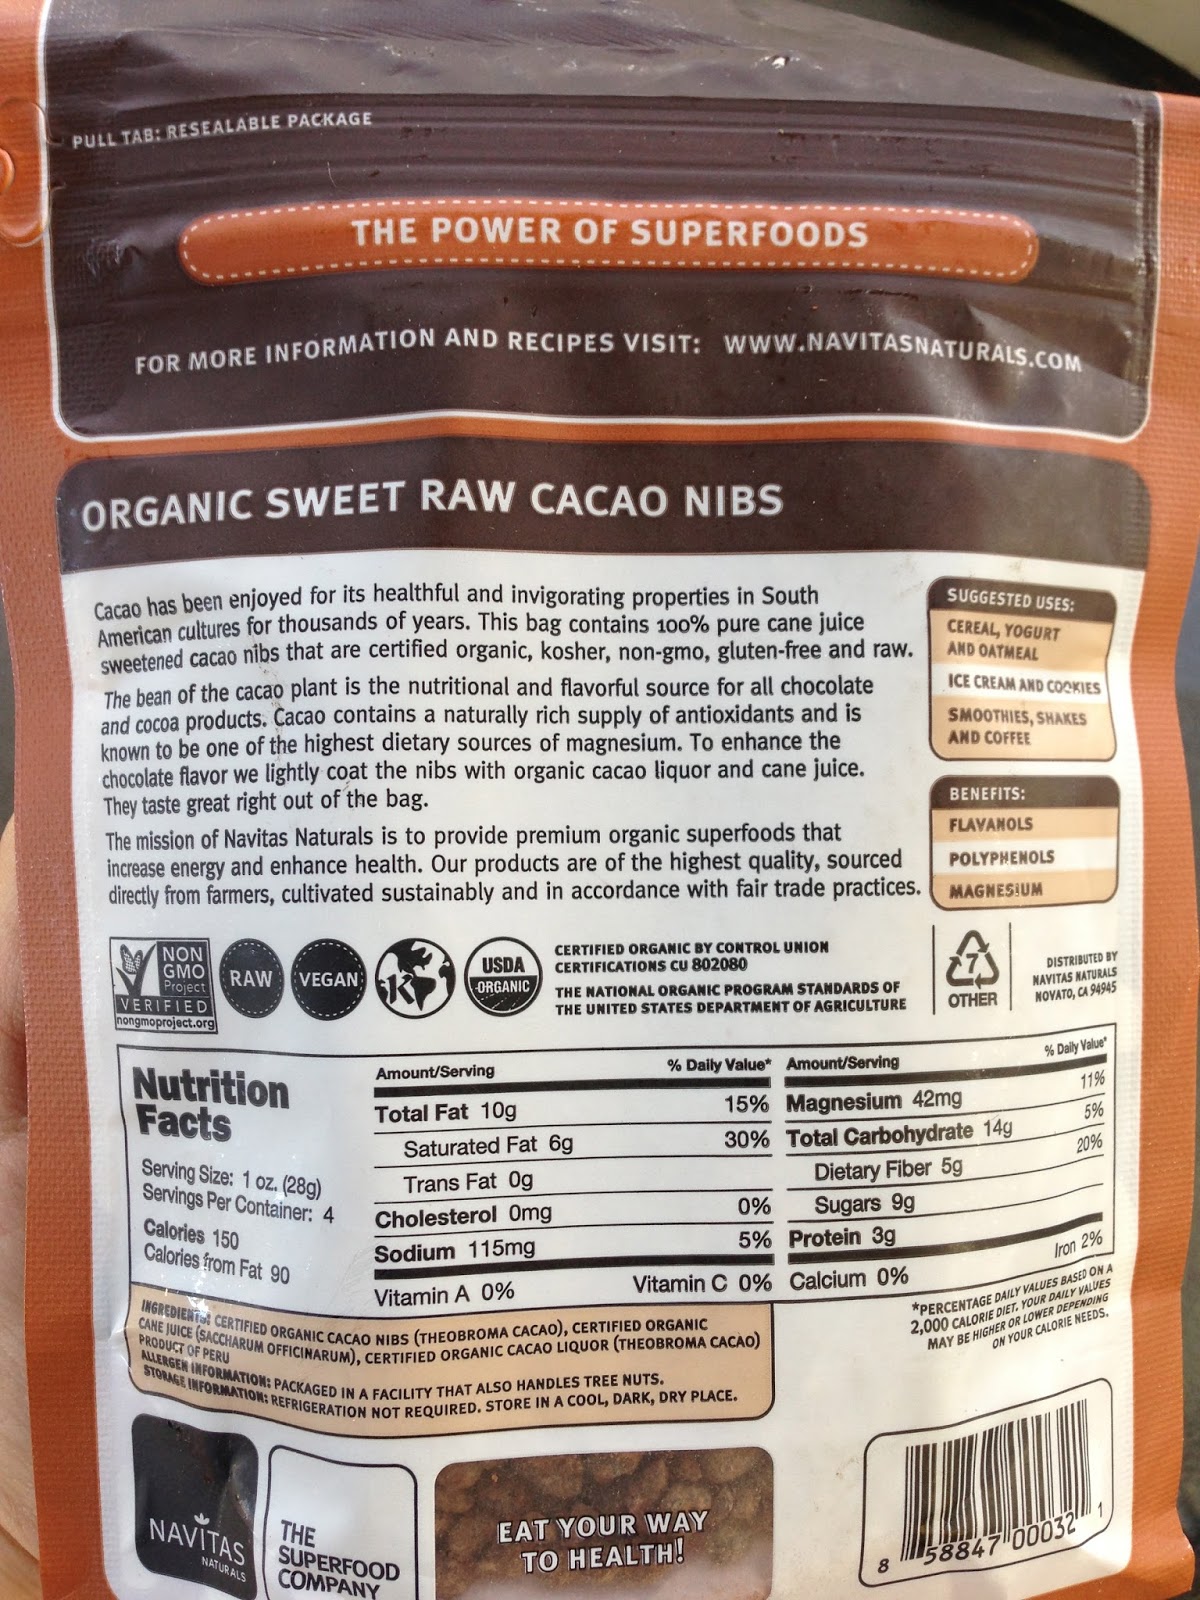 PULL TAB: RESEALABLE PACKAGE
THE POWER OF SUPERFOODS
FOR MORE INFORMATION AND RECIPES VISIT: WWW.NAVITASNATURALS.COM
ORGANIC SWEET RAW CACAO NIBS
Cacao has been enjoyed for its healthful and invigorating properties in South
American cultures for thousands of years. This bag contains 100% pure cane juice
sweetened cacao nibs that are certified organic, kosher, non-gmo, gluten-free and raw.
The bean of the cacao plant is the nutritional and flavorful source for all chocolate
and cocoa products. Cacao contains a naturally rich supply of antioxidants and is
known to be one of the highest dietary sources of magnesium. To enhance the
chocolate flavor we lightly coat the nibs with organic cacao liquor and cane juice.
They taste great right out of the bag.
The mission of Navitas Naturals is to provide premium organic superfoods that
increase energy and enhance health. Our products are of the highest quality, sourced
directly from farmers, cultivated sustainably and in accordance with fair trade practices.
SUGGESTED USES:
CEREAL, YOGURT
AND OATMEAL
ICE CREAM AND COOKIES
SMOOTHIES, SHAKES
AND COFFEE
BENEFITS:
FLAVANOLS
POLYPHENOLS
MAGNESIUM
NON
GMO
Project
VERIFIED
nongmoproject.org
RAW
VEGAN
K
USDA
ORGANIC
CERTIFIED ORGANIC BY CONTROL UNION
CERTIFICATIONS CU 802080
THE NATIONAL ORGANIC PROGRAM STANDARDS OF
THE UNITED STATES DEPARTMENT OF AGRICULTURE
7
OTHER
DISTRIBUTED BY
NAVITAS NATURALS
NOVATO, CA 94945
Nutrition
Facts
Serving Size: 1 oz. (28g)
Servings Per Container: 4
Calories 150
Calories from Fat 90
Amount/Serving % Daily Value*
Total Fat 10g 15%
Saturated Fat 6g 30%
Trans Fat 0g
Cholesterol 0mg 0%
Sodium 115mg 5%
Vitamin A 0% Vitamin C 0%
Amount/Serving % Daily Value*
Magnesium 42mg 11%
Total Carbohydrate 14g 5%
Dietary Fiber 5g 20%
Sugars 9g
Protein 3g
Calcium 0% Iron 2%
*PERCENTAGE DAILY VALUES BASED ON A
2,000 CALORIE DIET. YOUR DAILY VALUES
MAY BE HIGHER OR LOWER DEPENDING
ON YOUR CALORIE NEEDS.
INGREDIENTS: CERTIFIED ORGANIC CACAO NIBS (THEOBROMA CACAO), CERTIFIED ORGANIC
CANE JUICE (SACCHARUM OFFICINARUM), CERTIFIED ORGANIC CACAO LIQUOR (THEOBROMA CACAO)
PRODUCT OF PERU
ALLERGEN INFORMATION: PACKAGED IN A FACILITY THAT ALSO HANDLES TREE NUTS.
STORAGE INFORMATION: REFRIGERATION NOT REQUIRED. STORE IN A COOL, DARK, DRY PLACE.
NAVITAS
NATURALS
THE
SUPERFOOD
COMPANY
EAT YOUR WAY
TO HEALTH!
8 58847 00032 1